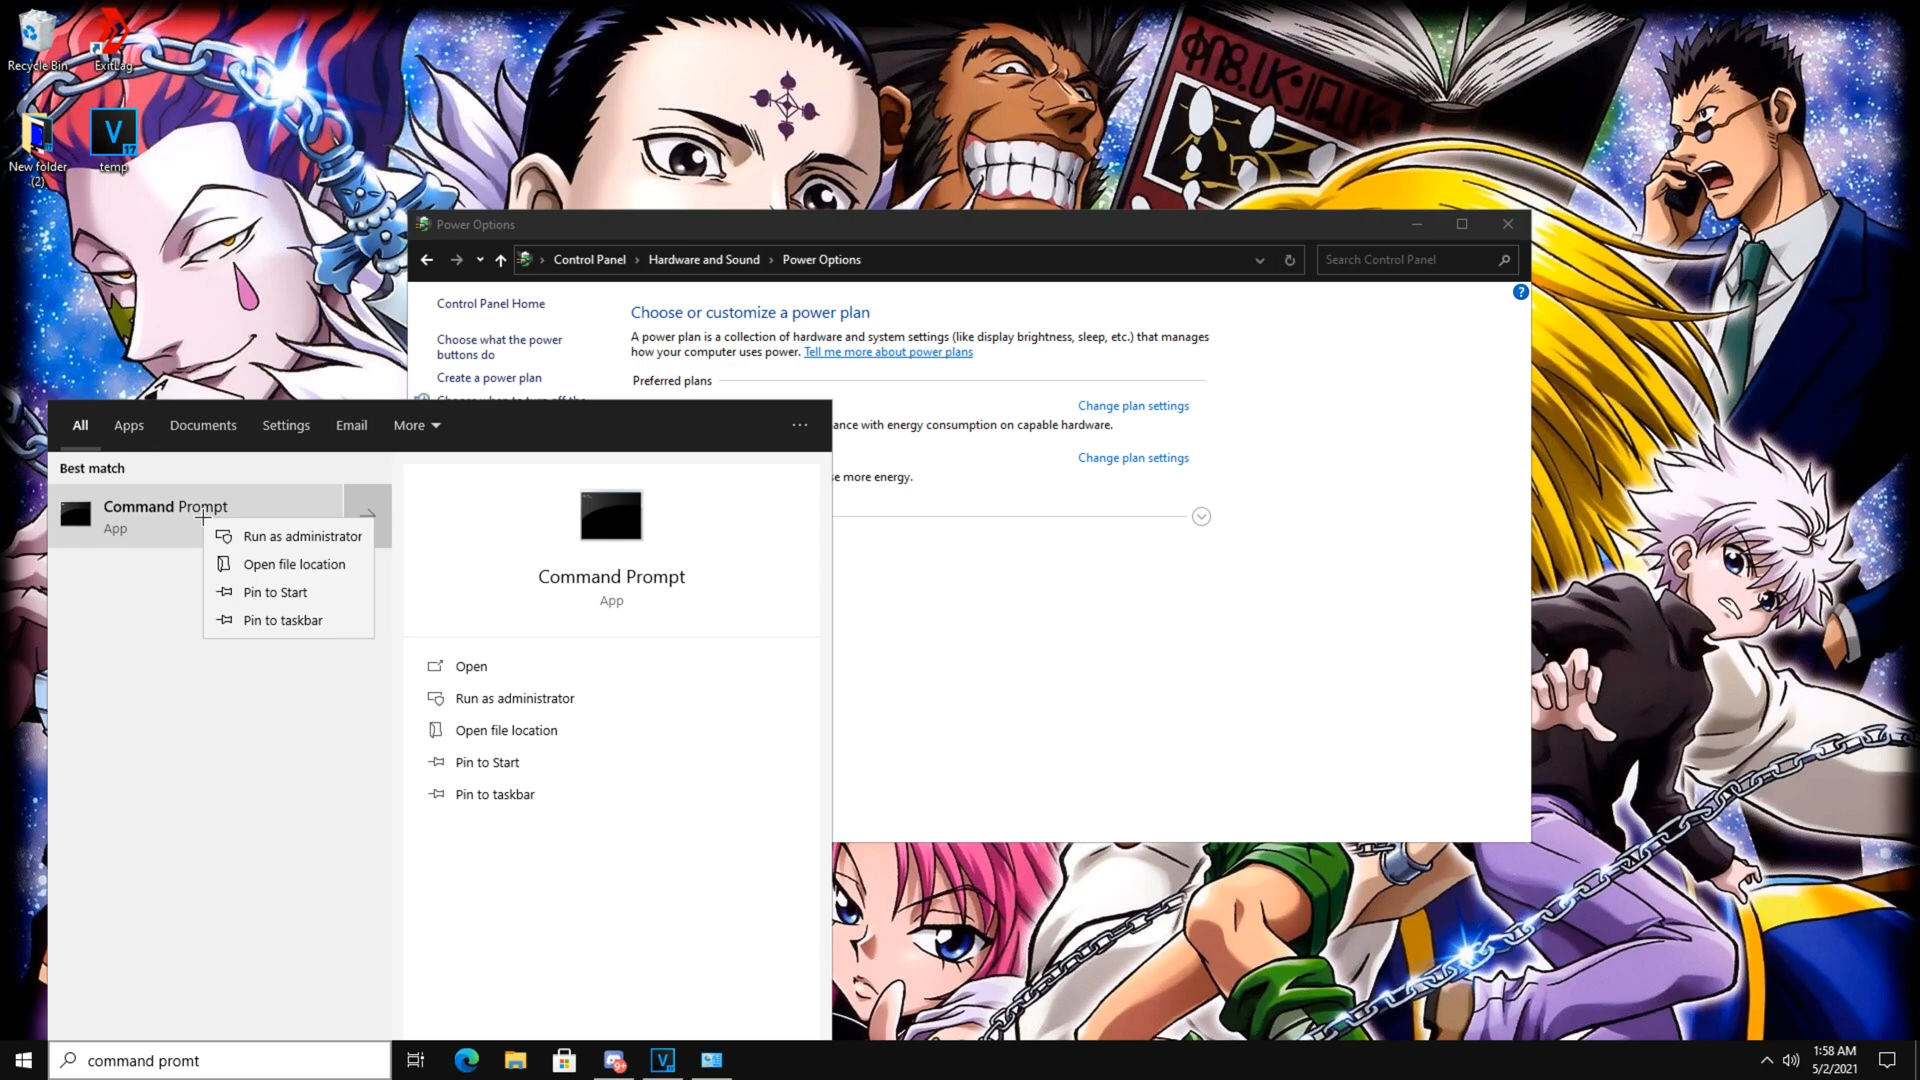 Recycle Bin
ExitLag
New folder
(2)
V
17
temp
Power Options
Control Panel
Hardware and Sound
Power Options
Search Control Panel
Control Panel Home
Choose what the power
buttons do
Create a power plan
Choose or customize a power plan
A power plan is a collection of hardware and system settings (like display brightness, sleep, etc.) that manages
how your computer uses power. Tell me more about power plans
Preferred plans
Change plan settings
ance with energy consumption on capable hardware.
Change plan settings
se more energy.
All
Apps
Documents
Settings
Email
More
Best match
Command Prompt
App
Run as administrator
Open file location
Pin to Start
Pin to taskbar
Command Prompt
App
Open
Run as administrator
Open file location
Pin to Start
Pin to taskbar
command promt
9+
V
1:58 AM
5/2/2021